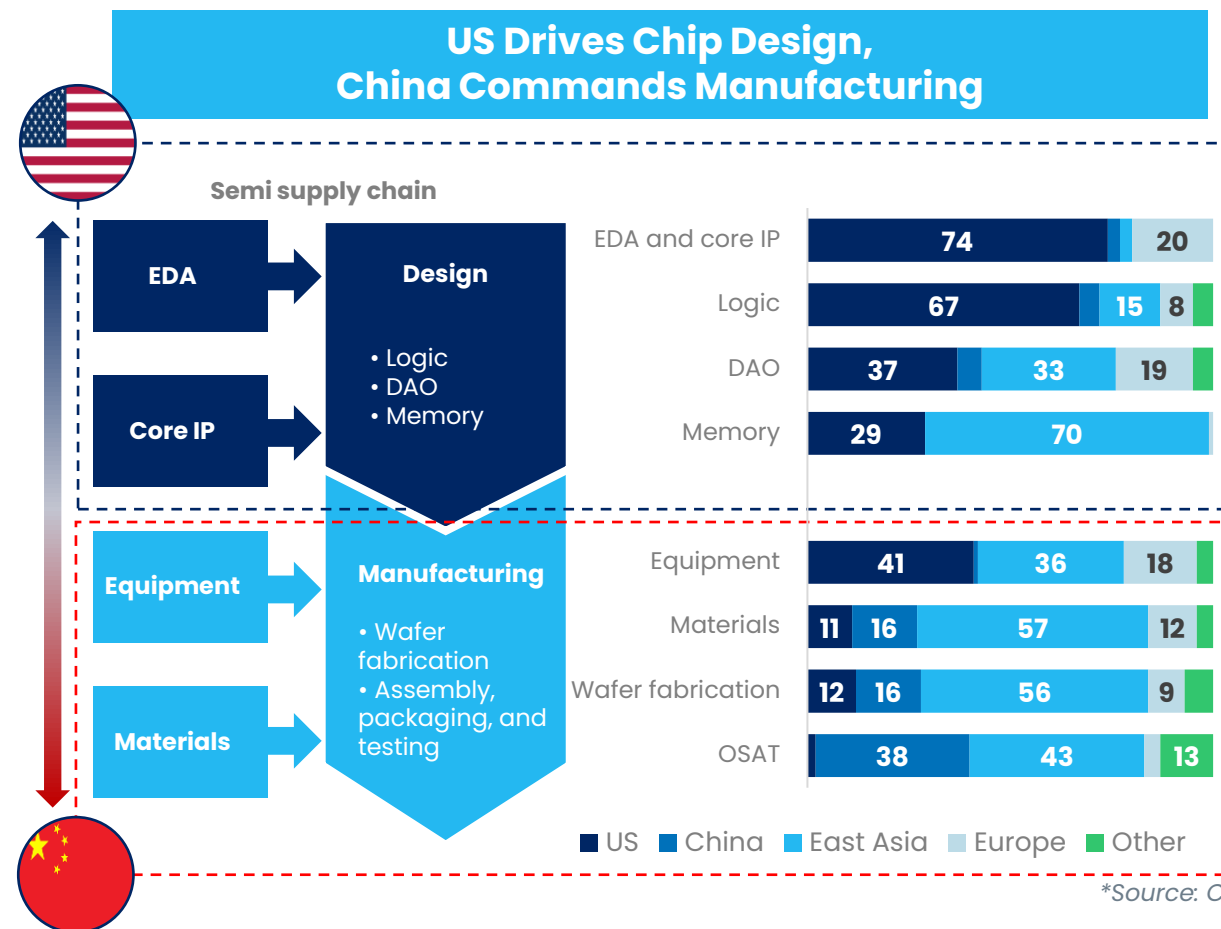 US Drives Chip Design,
China Commands Manufacturing
Semi supply chain
EDA
Core IP
Equipment
Materials
Design
• Logic
• DAO
• Memory
Manufacturing
• Wafer
fabrication
• Assembly,
packaging, and
testing
EDA and core IP 74 20
Logic 67 15 8
DAO 37 33 19
Memory 29 70
Equipment 41 36 18
Materials 11 16 57 12
Wafer fabrication 12 16 56 9
OSAT 38 43 13
US China East Asia Europe Other
*Source: